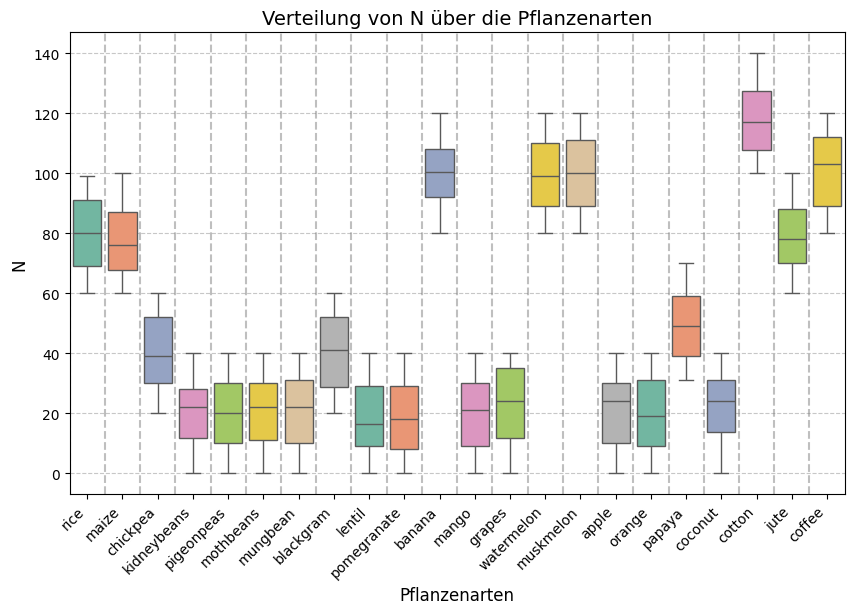 Verteilung von N über die Pflanzenarten
N
140
120
100
80
60
40
20
0
rice
maize
chickpea
kidneybeans
pigeonpeas
mothbeans
mungbean
blackgram
lentil
pomegranate
banana
mango
grapes
watermelon
muskmelon
apple
orange
papaya
coconut
cotton
jute
coffee
Pflanzenarten